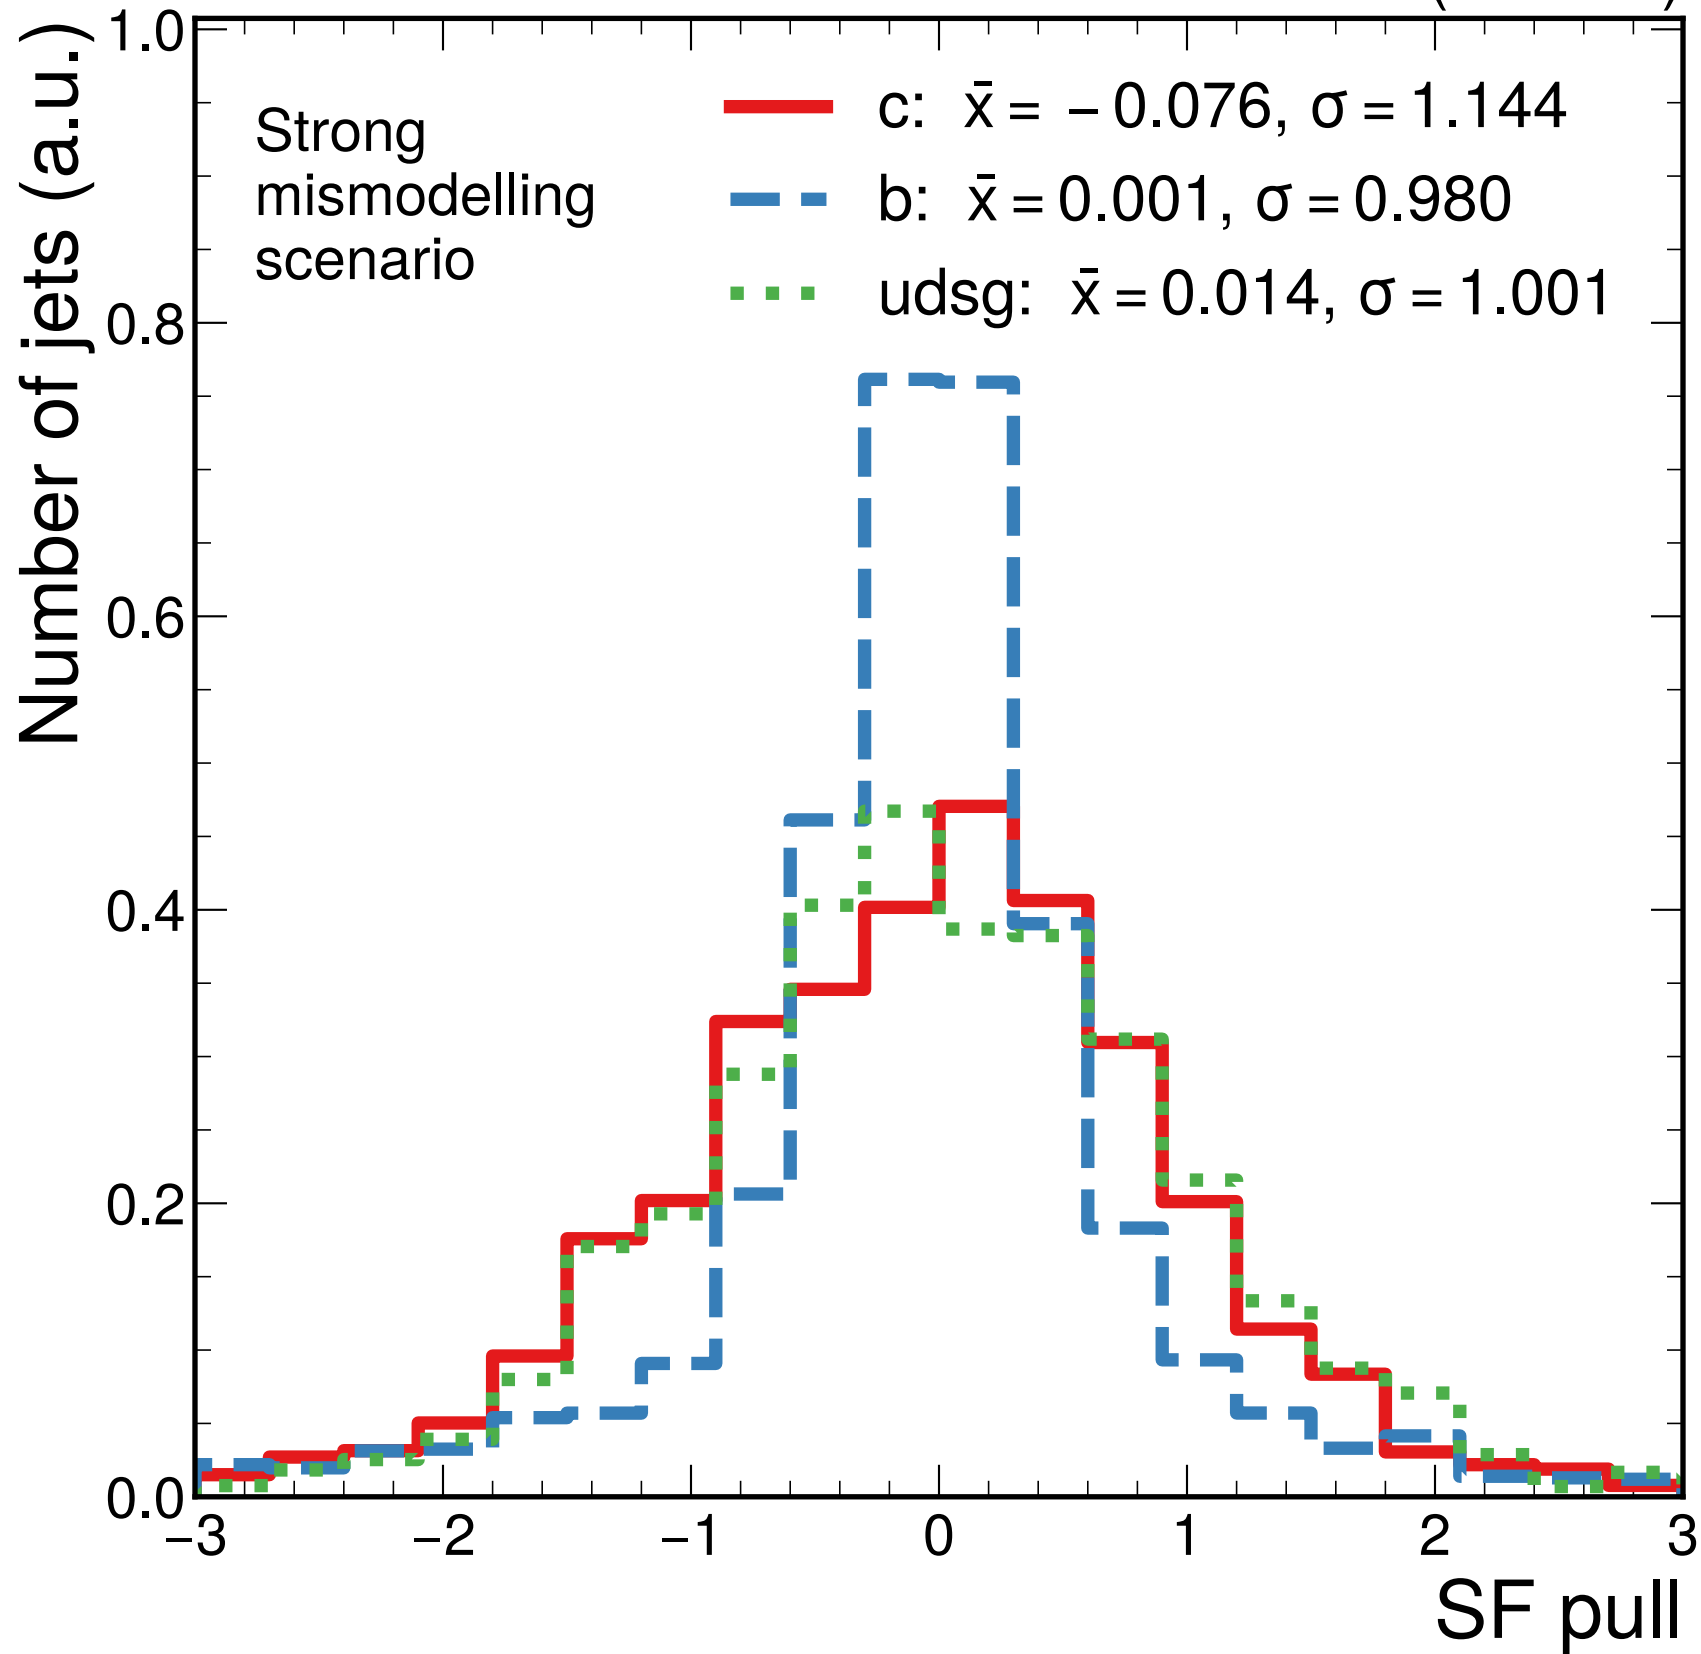 Number of jets (a.u.)
1.0
0.8
0.6
0.4
0.2
0.0
Strong
mismodelling
scenario
c: x̄ = −0.076, σ = 1.144
b: x̄ = 0.001, σ = 0.980
udsg: x̄ = 0.014, σ = 1.001
−3 −2 −1 0 1 2 3
SF pull